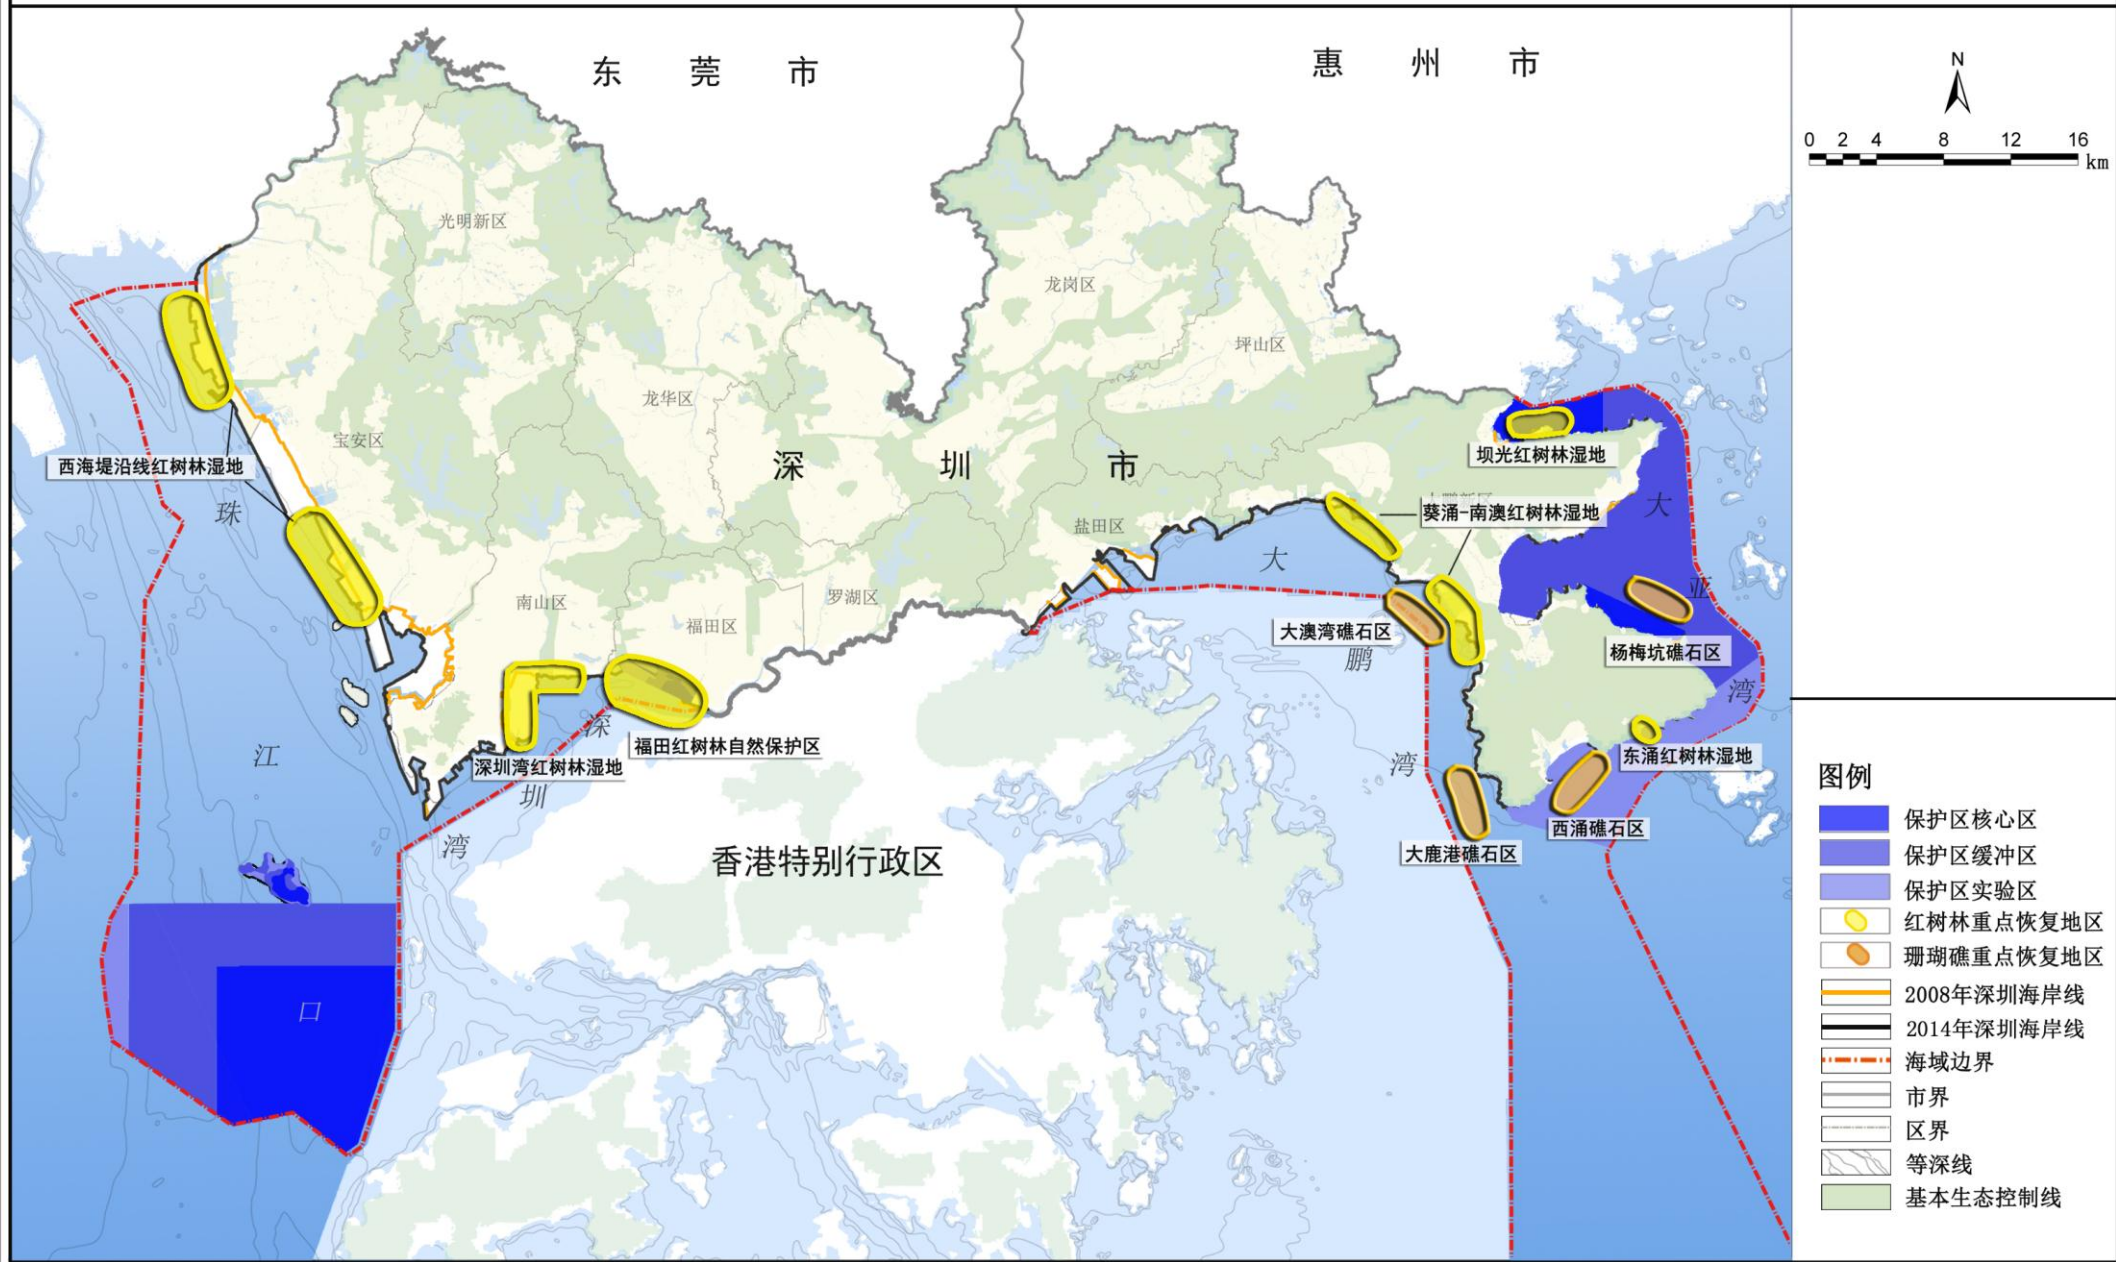 东莞市
惠州市
N
0 2 4 8 12 16
km
光明新区
龙岗区
坪山区
龙华区
宝安区
西海堤沿线红树林湿地
深圳市
坝光红树林湿地
大鹏新区
葵涌-南澳红树林湿地
盐田区
南山区
罗湖区
福田区
大澳湾礁石区
杨梅坑礁石区
珠江口
大鹏湾
大亚湾
深圳湾
福田红树林自然保护区
深圳湾红树林湿地
东涌红树林湿地
西涌礁石区
大鹿港礁石区
香港特别行政区
图例
保护区核心区
保护区缓冲区
保护区实验区
红树林重点恢复地区
珊瑚礁重点恢复地区
2008年深圳海岸线
2014年深圳海岸线
海域边界
市界
区界
等深线
基本生态控制线